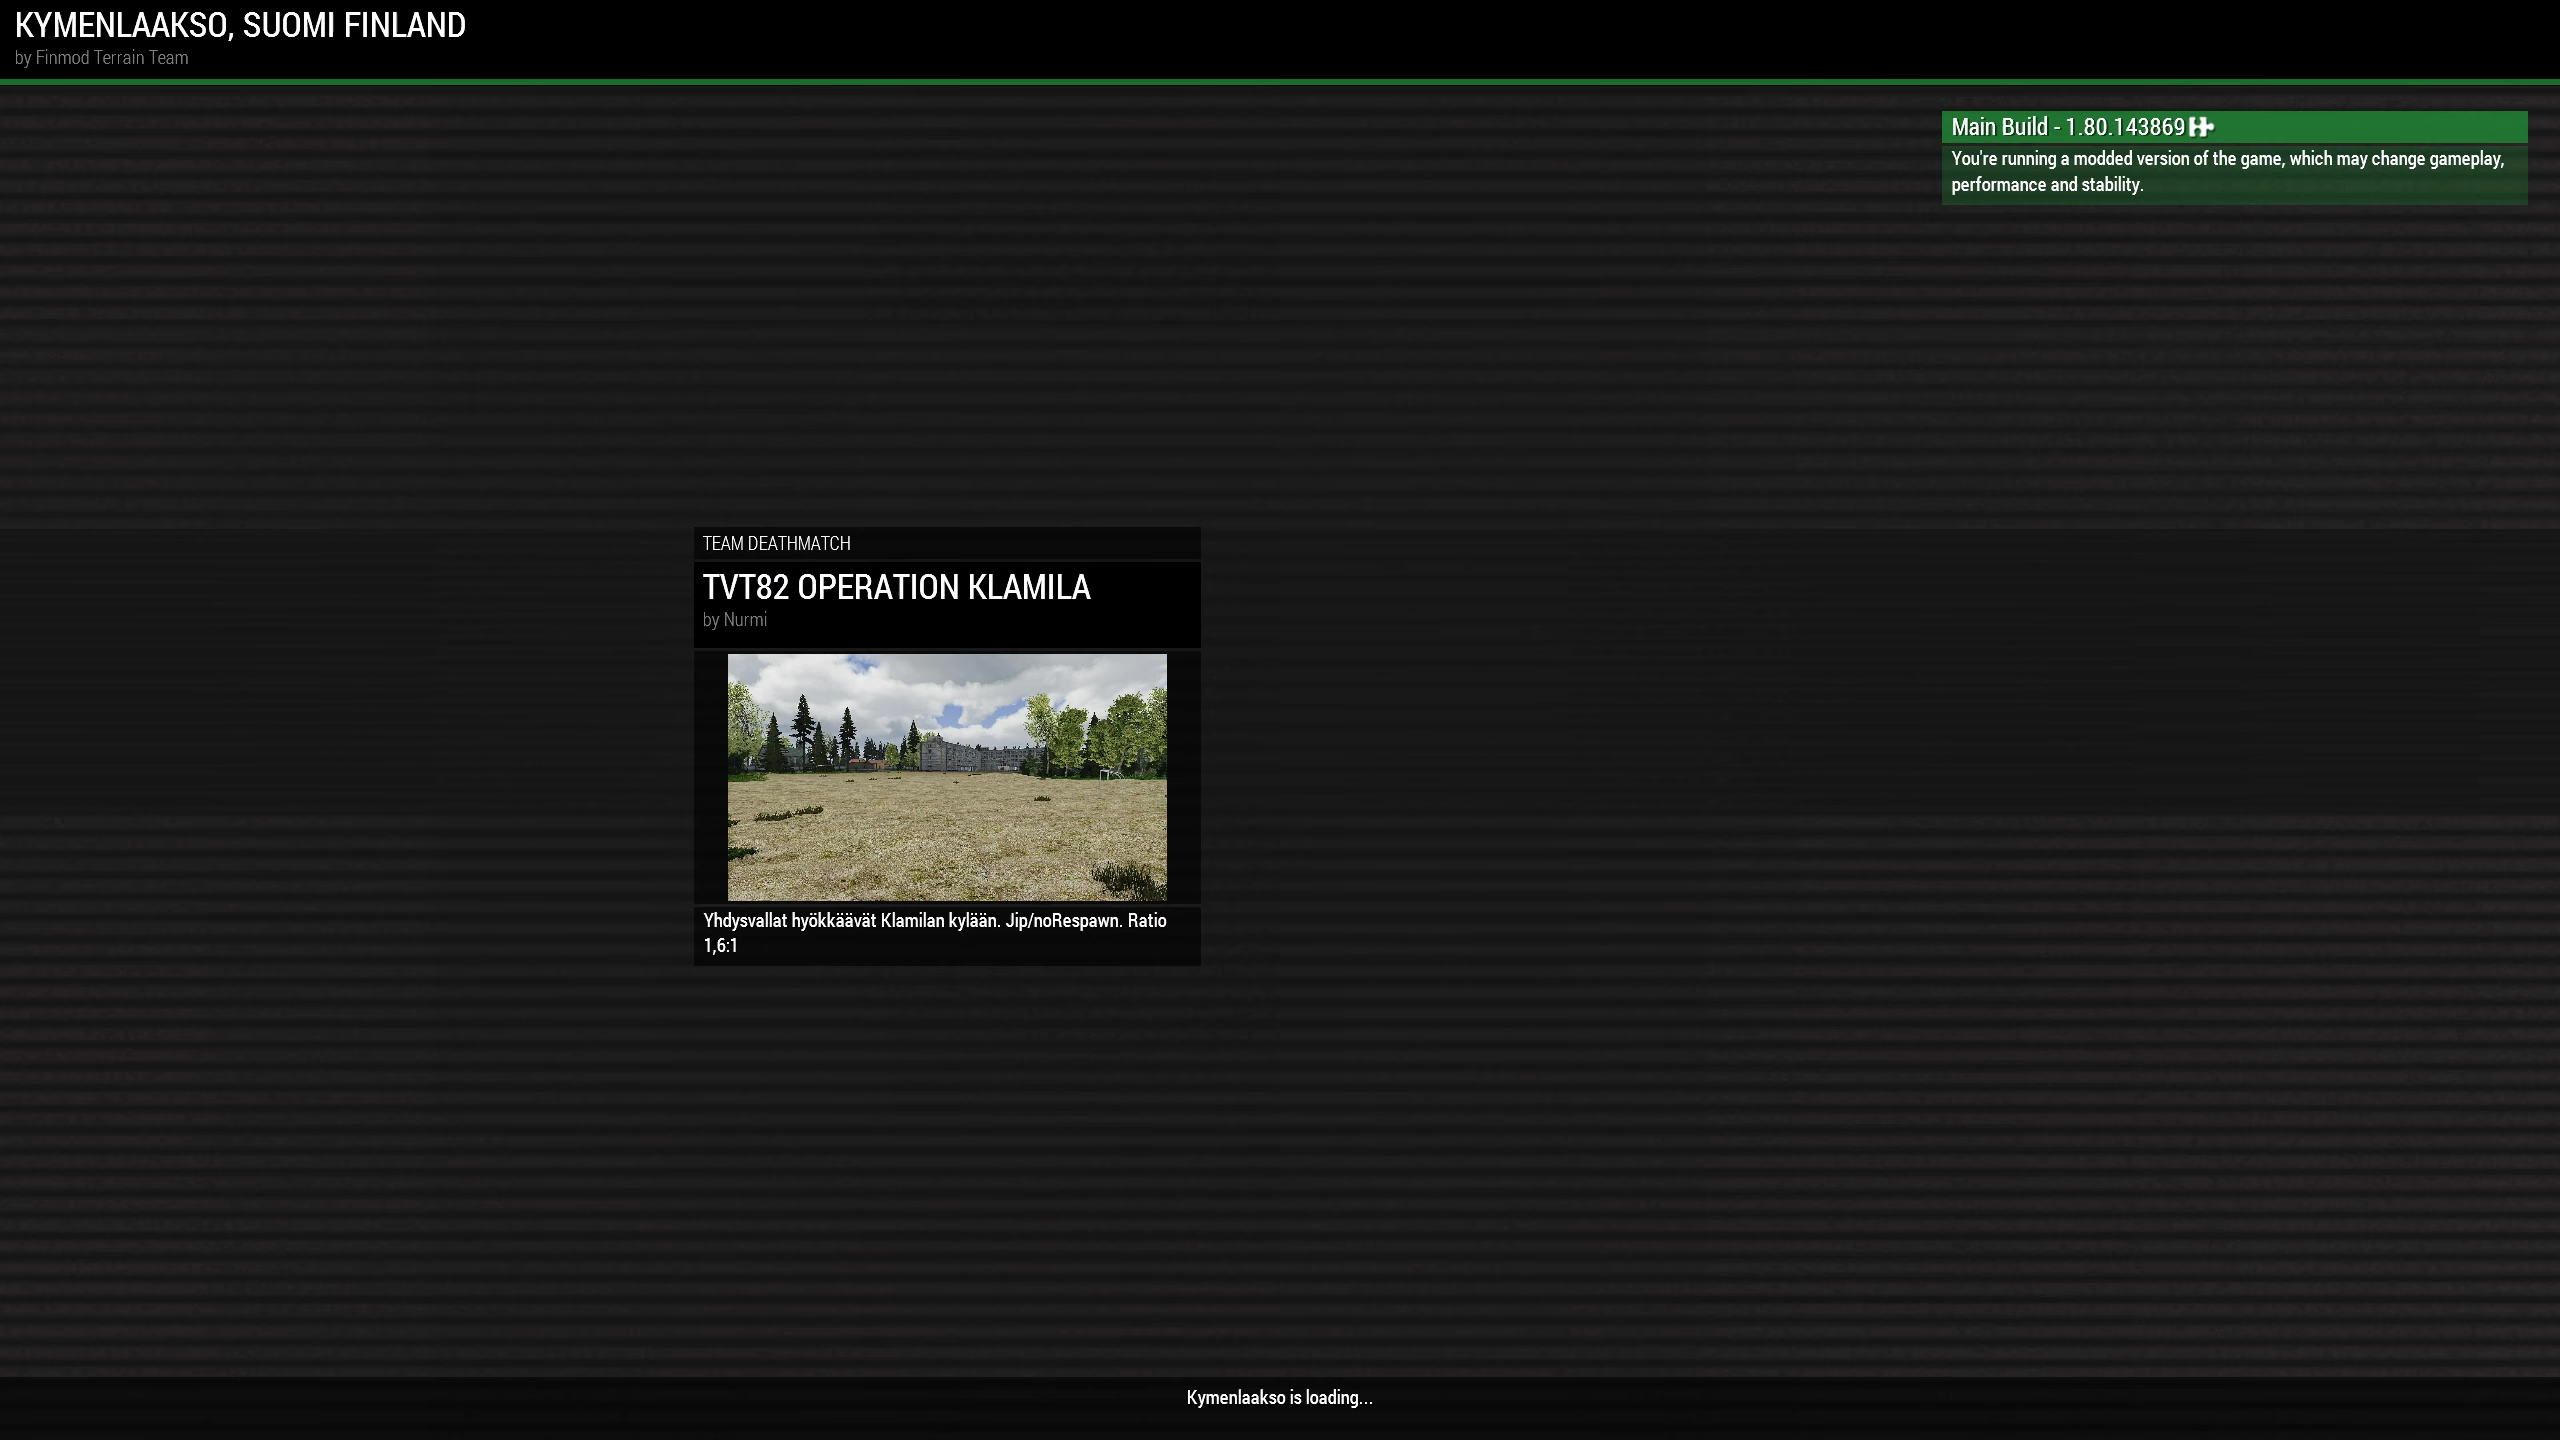 KYMENLAAKSO, SUOMI FINLAND
by Finmod Terrain Team
Main Build - 1.80.143869
You're running a modded version of the game, which may change gameplay,
performance and stability.
TEAM DEATHMATCH
TVT82 OPERATION KLAMILA
by Nurmi
Yhdysvallat hyökkäävät Klamilan kylään. Jip/noRespawn. Ratio
1,6:1
Kymenlaakso is loading...